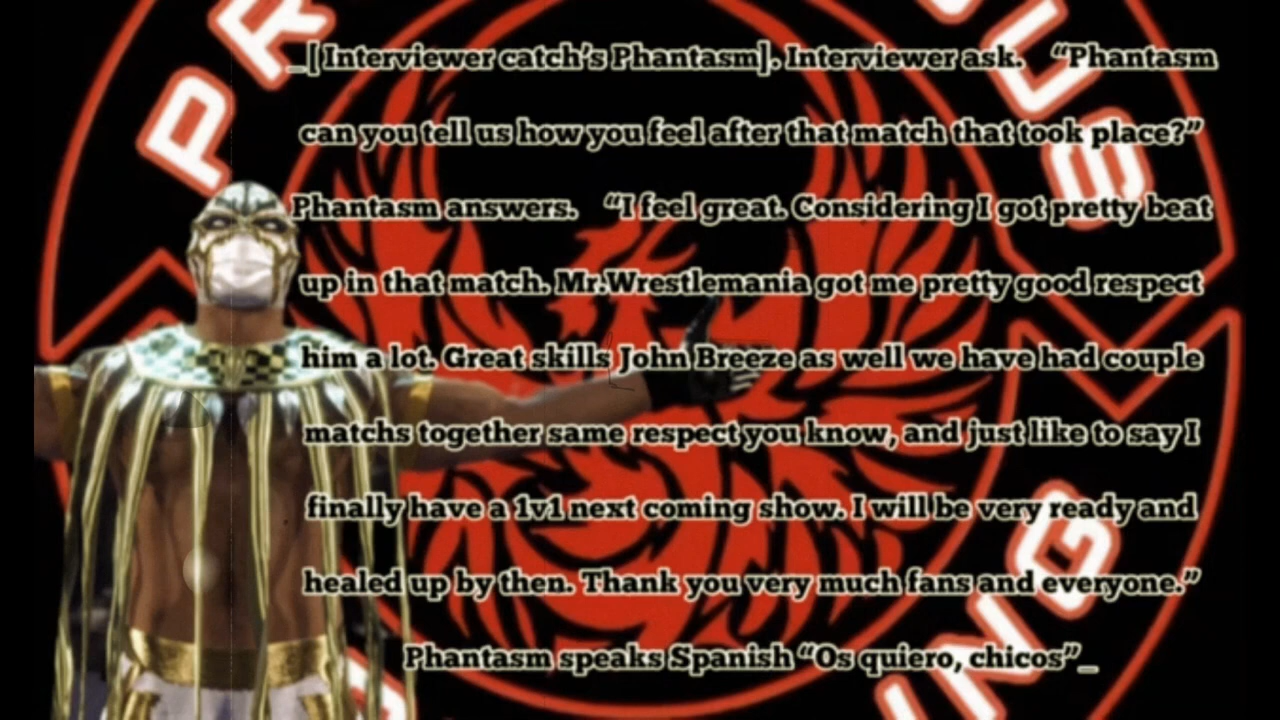 _[ Interviewer catch’s Phantasm]. Interviewer ask. “Phantasm
can you tell us how you feel after that match that took place?”
Phantasm answers. “I feel great. Considering I got pretty beat
up in that match. Mr.Wrestlemania got me pretty good respect
him a lot. Great skills John Breeze as well we have had couple
matchs together same respect you know, and just like to say I
finally have a 1v1 next coming show. I will be very ready and
healed up by then. Thank you very much fans and everyone.”
Phantasm speaks Spanish “Os quiero, chicos”_
PR
ING